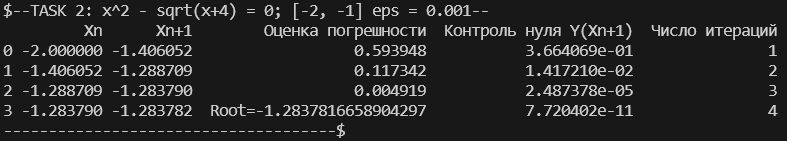 $--TASK 2: x^2 - sqrt(x+4) = 0; [-2, -1] eps = 0.001--
Xn Xn+1 Оценка погрешности Контроль нуля Y(Xn+1) Число итераций
0 -2.000000 -1.406052 0.593948 3.664069e-01 1
1 -1.406052 -1.288709 0.117342 1.417210e-02 2
2 -1.288709 -1.283790 0.004919 2.487378e-05 3
3 -1.283790 -1.283782 Root=-1.2837816658904297 7.720402e-11 4
-------------------------------------$